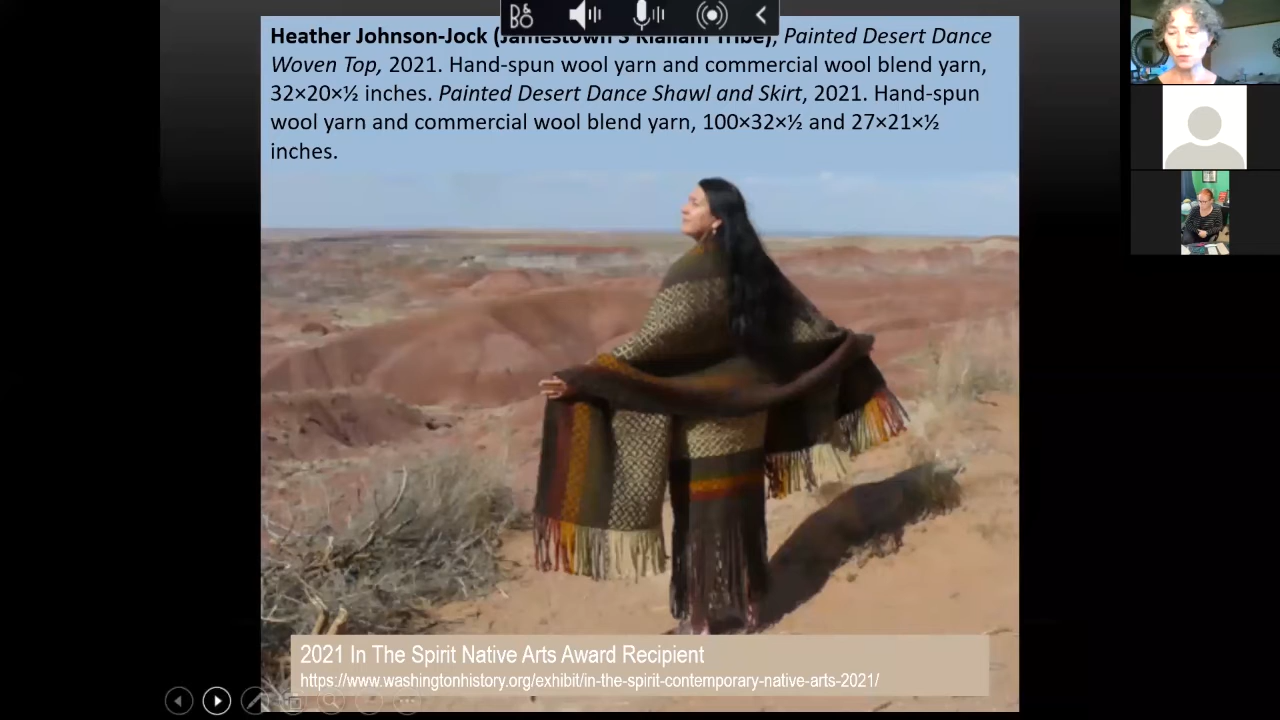 Heather Johnson-Jock (Jamestown S'Klallam Tribe), Painted Desert Dance
Woven Top, 2021. Hand-spun wool yarn and commercial wool blend yarn,
32×20×½ inches. Painted Desert Dance Shawl and Skirt, 2021. Hand-spun
wool yarn and commercial wool blend yarn, 100×32×½ and 27×21×½
inches.
2021 In The Spirit Native Arts Award Recipient
https://www.washingtonhistory.org/exhibit/in-the-spirit-contemporary-native-arts-2021/